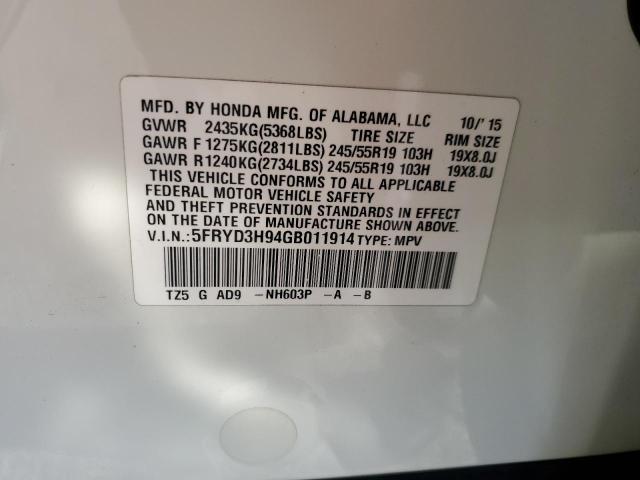 MFD. BY HONDA MFG. OF ALABAMA, LLC 10/'15
GVWR 2435KG(5368LBS) TIRE SIZE RIM SIZE
GAWR F 1275KG(2811LBS) 245/55R19 103H 19X8.0J
GAWR R 1240KG(2734LBS) 245/55R19 103H 19X8.0J
THIS VEHICLE CONFORMS TO ALL APPLICABLE
FEDERAL MOTOR VEHICLE SAFETY
AND THEFT PREVENTION STANDARDS IN EFFECT
ON THE DATE OF MANUFACTURE SHOWN ABOVE.
V.I.N.:5FRYD3H94GB011914 TYPE: MPV
TZ5 G AD9 -NH603P -A -B